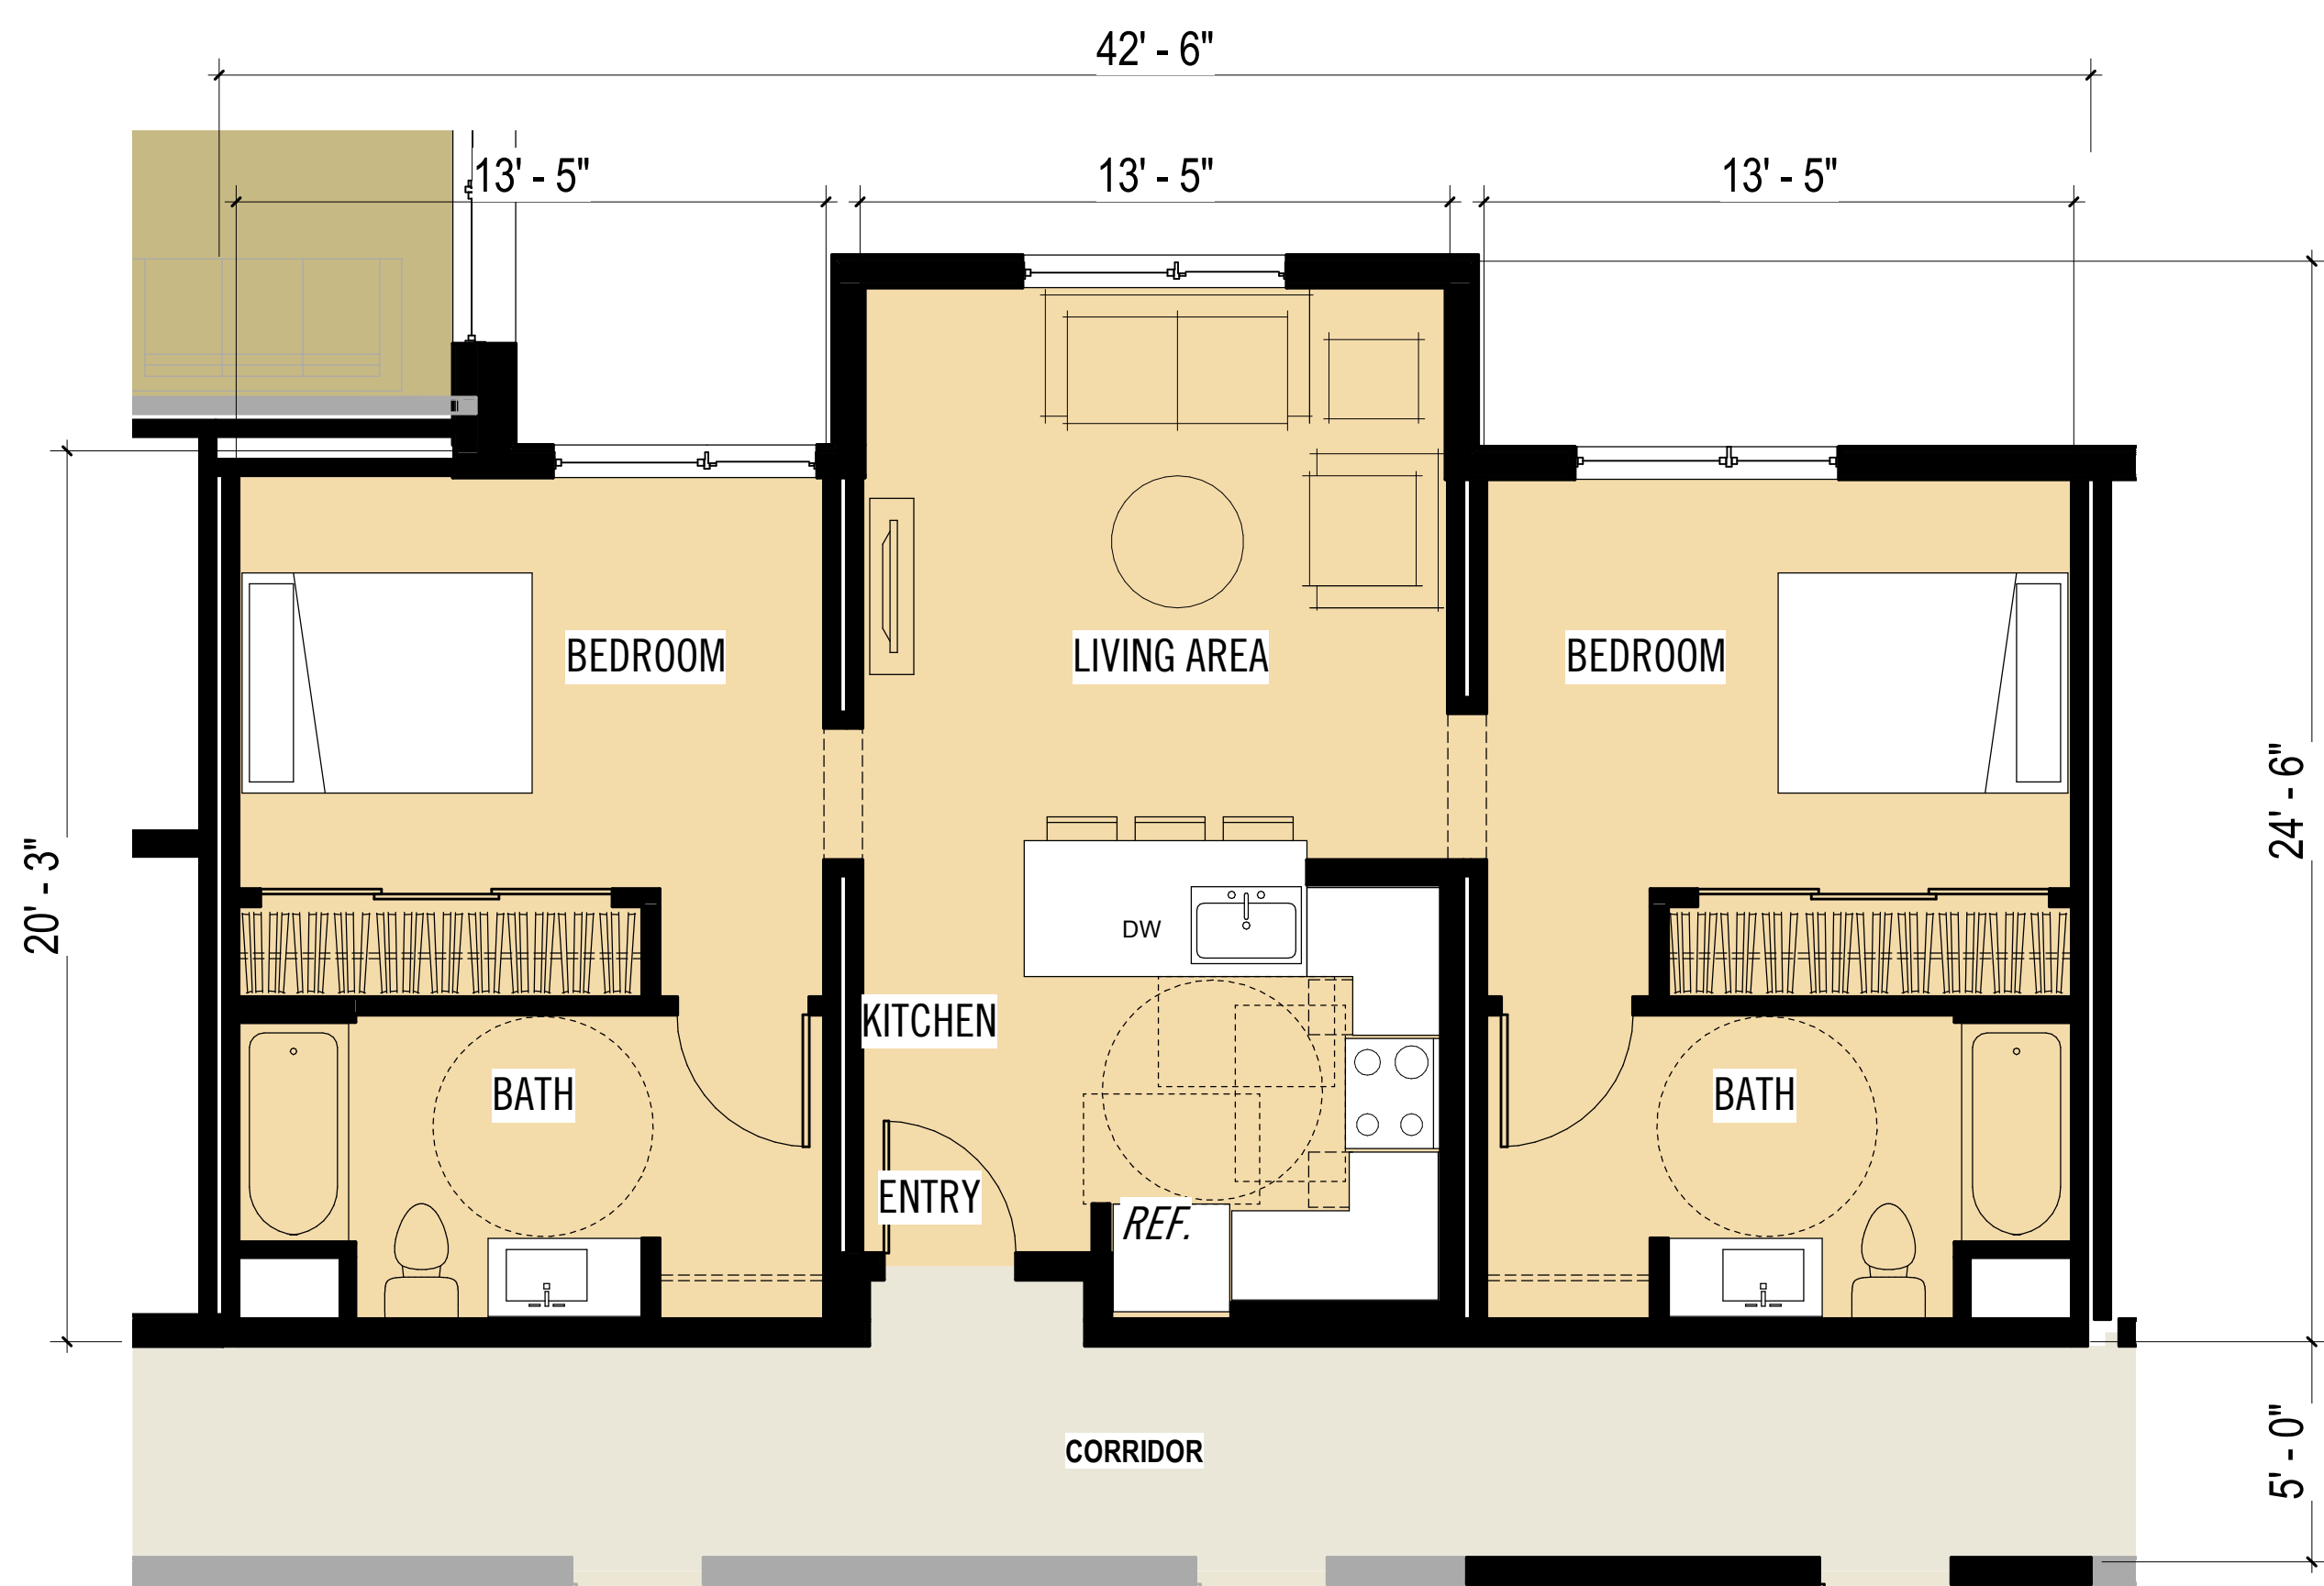 42' - 6"
13' - 5"
13' - 5"
13' - 5"
BEDROOM
LIVING AREA
BEDROOM
24' - 6"
20' - 3"
DW
KITCHEN
BATH
BATH
ENTRY
REF.
CORRIDOR
5' - 0"